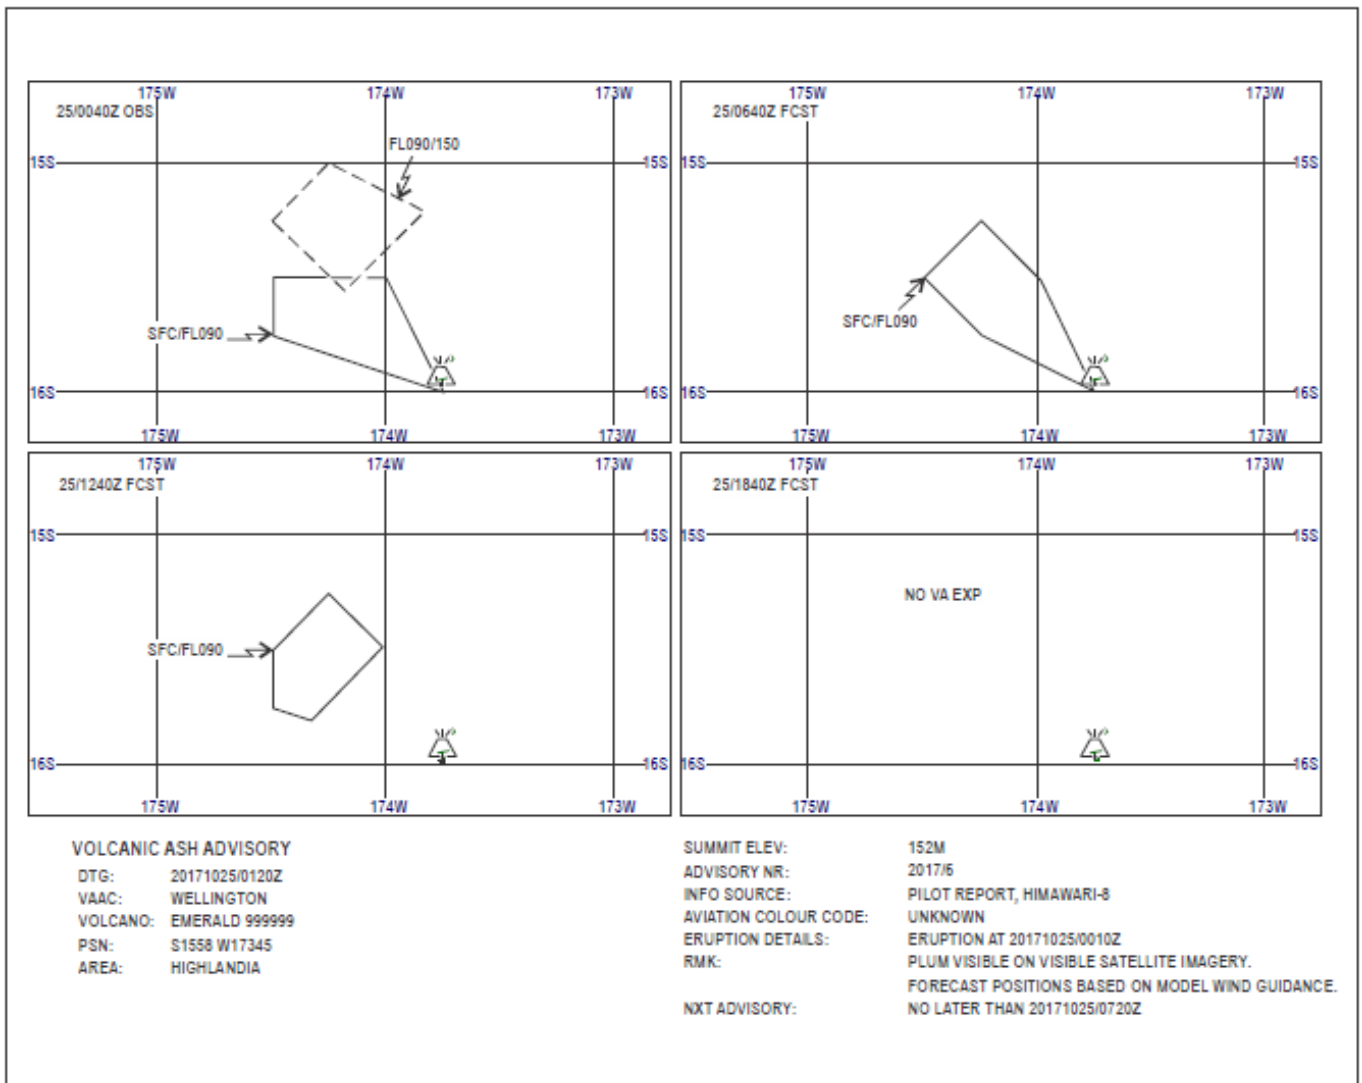 175W 174W 173W
25/0040Z OBS
FL090/150
15S 15S
SFC/FL090
16S 16S
175W 174W 173W
175W 174W 173W
25/0640Z FCST
15S 15S
SFC/FL090
16S 16S
175W 174W 173W
175W 174W 173W
25/1240Z FCST
15S 15S
SFC/FL090
16S 16S
175W 174W 173W
175W 174W 173W
25/1840Z FCST
15S 15S
NO VA EXP
16S 16S
175W 174W 173W
VOLCANIC ASH ADVISORY
DTG: 20171025/0120Z
VAAC: WELLINGTON
VOLCANO: EMERALD 999999
PSN: S1558 W17345
AREA: HIGHLANDIA
SUMMIT ELEV: 152M
ADVISORY NR: 2017/6
INFO SOURCE: PILOT REPORT, HIMAWARI-8
AVIATION COLOUR CODE: UNKNOWN
ERUPTION DETAILS: ERUPTION AT 20171025/0010Z
RMK: PLUM VISIBLE ON VISIBLE SATELLITE IMAGERY.
FORECAST POSITIONS BASED ON MODEL WIND GUIDANCE.
NXT ADVISORY: NO LATER THAN 20171025/0720Z